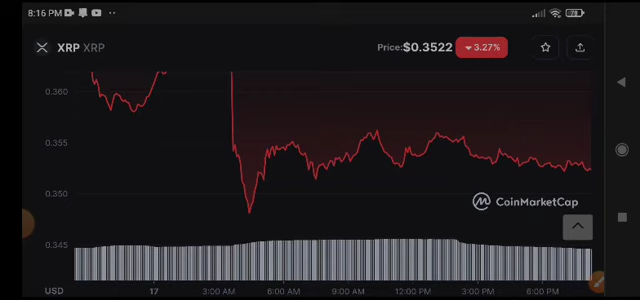 8:16 PM
78
XRP XRP
Price: $0.3522 3.27%
0.360
0.355
0.350
CoinMarketCap
0.345
USD 17 3:00 AM 6:00 AM 9:00 AM 12:00 PM 3:00 PM 6:00 PM